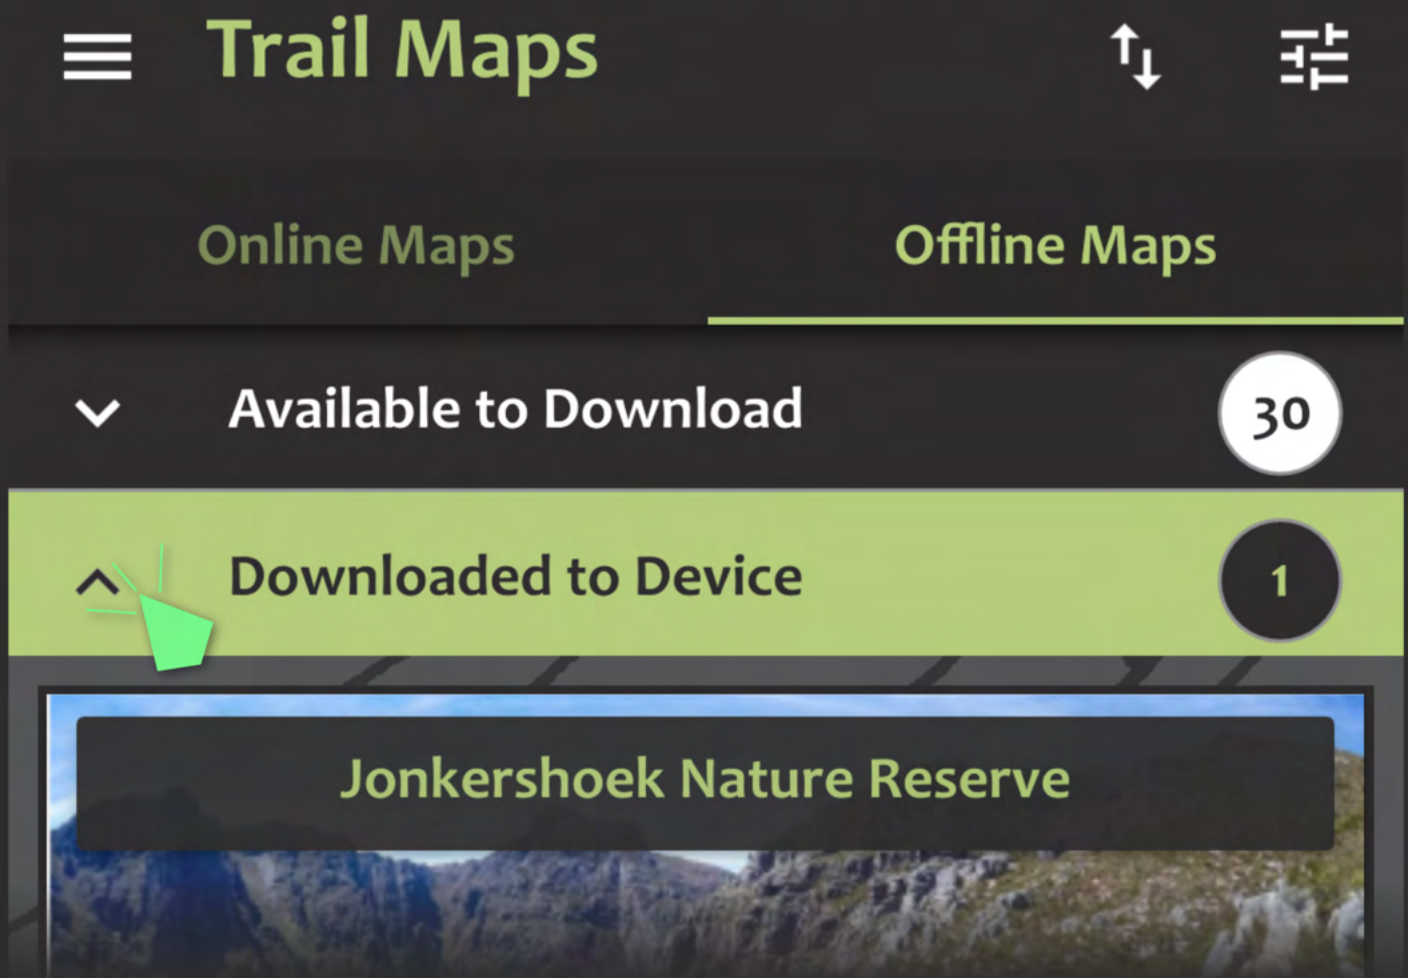 Trail Maps
Online Maps
Offline Maps
Available to Download
30
Downloaded to Device
1
Jonkershoek Nature Reserve